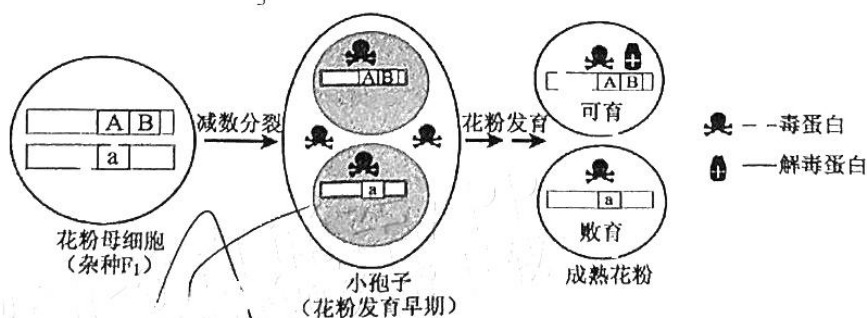 A B
a
减数分裂
A B
a
花粉发育
A B
可育
a
败育
---毒蛋白
—解毒蛋白
花粉母细胞
(杂种F₁)
小孢子
(花粉发育早期)
成熟花粉